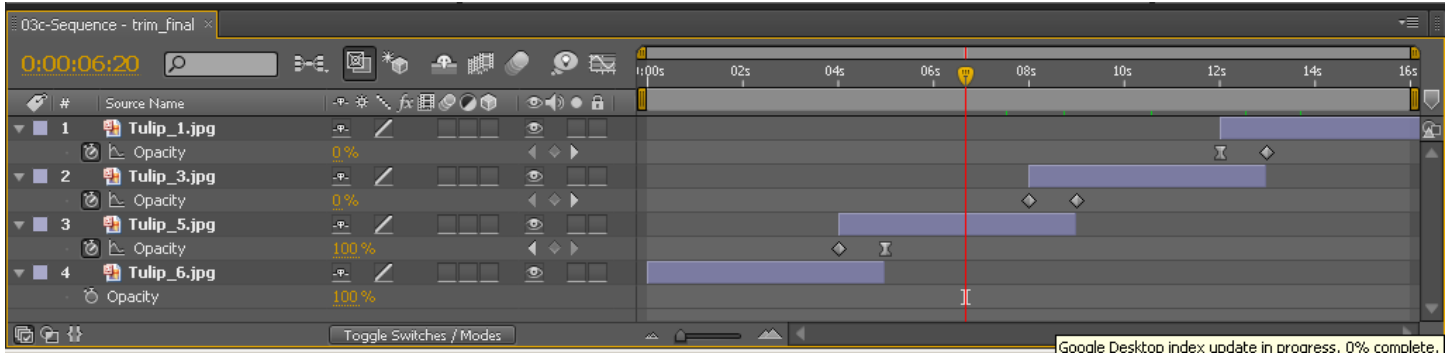 03c-Sequence - trim_final ×
0:00:06:20
):00s 02s 04s 06s 08s 10s 12s 14s 16s
# Source Name fx
1 Tulip_1.jpg
Opacity 0 %
2 Tulip_3.jpg
Opacity 0 %
3 Tulip_5.jpg
Opacity 100 %
4 Tulip_6.jpg
Opacity 100 %
Toggle Switches / Modes
Google Desktop index update in progress. 0% complete.